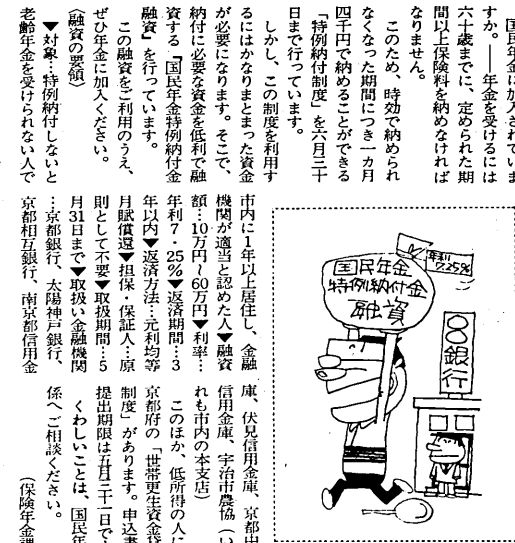 国民年金に加入されていま
すか。――年金を受けるには
六十歳までに、定められた期
間以上保険料を納めなければ
なりません。
このため、時効で納められ
なくなった期間につき一カ月
四千円で納めることができる
「特例納付制度」を六月三十
日まで行っています。
しかし、この制度を利用す
るにはかなりまとまった資金
が必要になります。そこで、
納付に必要な資金を低利で融
資する『国民年金特例納付金
融資』を行っています。
この融資をご利用のうえ、
ぜひ年金に加入ください。
〈融資の要領〉
▼対象…特例納付しないと
老齢年金を受けられない人で
市内に1年以上居住し、金融
機関が適当と認めた人▼融資
額…10万円～60万円▼利率…
年利7・25%▼返済期間…3
年以内▼返済方法…元利均等
月賦償還▼担保・保証人…原
則として不要▼取扱期間…5
月31日まで▼取扱い金融機関
…京都銀行、太陽神戸銀行、
京都相互銀行、南京都信用金
庫、伏見信用金庫、京都中
信用金庫、宇治市農協（い
れも市内の本支店）
このほか、低所得の人に
京都府の「世帯更生資金貸
制度」があります。申込書
提出期限は五月三十一日で
くわしいことは、国民年
係へご相談ください。
（保険年金課
年利
7.25%
国民年金
特例納付金
融資
○○銀行